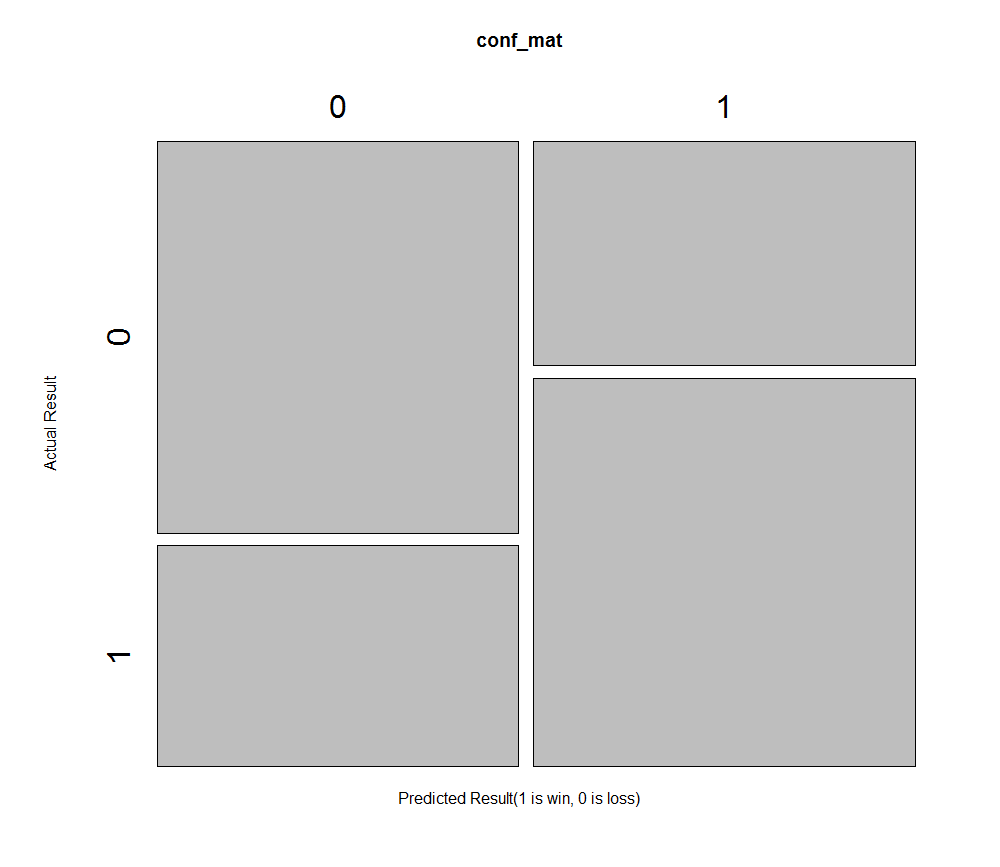 conf_mat
0 1
0
Actual Result
1
Predicted Result(1 is win, 0 is loss)